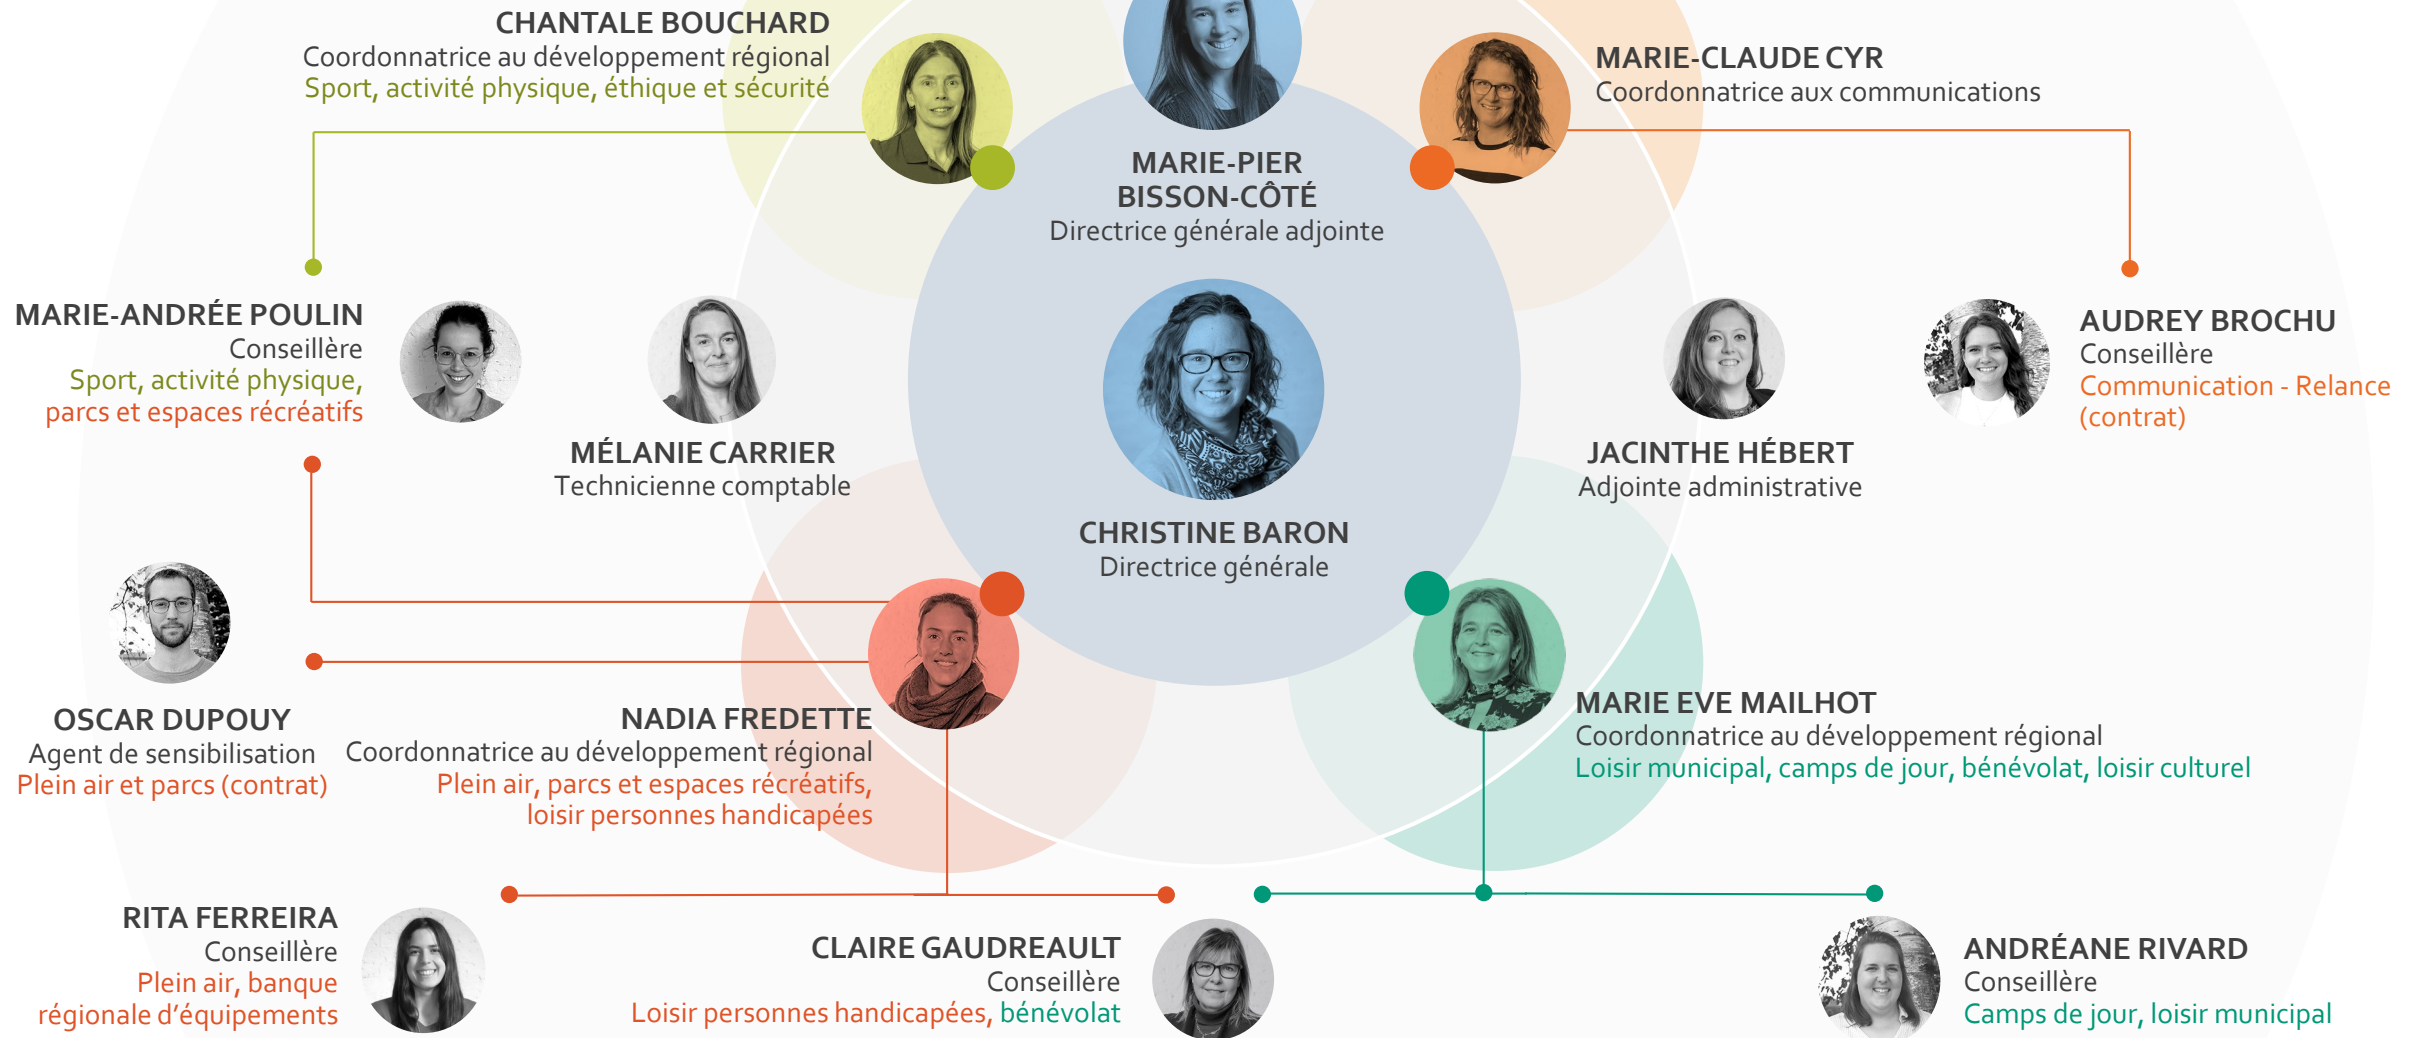 CHANTALE BOUCHARD
Coordonnatrice au développement régional
Sport, activité physique, éthique et sécurité
MARIE-CLAUDE CYR
Coordonnatrice aux communications
MARIE-PIER
BISSON-CÔTÉ
Directrice générale adjointe
MARIE-ANDRÉE POULIN
Conseillère
Sport, activité physique,
parcs et espaces récréatifs
MÉLANIE CARRIER
Technicienne comptable
CHRISTINE BARON
Directrice générale
JACINTHE HÉBERT
Adjointe administrative
AUDREY BROCHU
Conseillère
Communication - Relance
(contrat)
OSCAR DUPOUY
Agent de sensibilisation
Plein air et parcs (contrat)
NADIA FREDETTE
Coordonnatrice au développement régional
Plein air, parcs et espaces récréatifs,
loisir personnes handicapées
MARIE EVE MAILHOT
Coordonnatrice au développement régional
Loisir municipal, camps de jour, bénévolat, loisir culturel
RITA FERREIRA
Conseillère
Plein air, banque
régionale d'équipements
CLAIRE GAUDREAULT
Conseillère
Loisir personnes handicapées, bénévolat
ANDRÉANE RIVARD
Conseillère
Camps de jour, loisir municipal